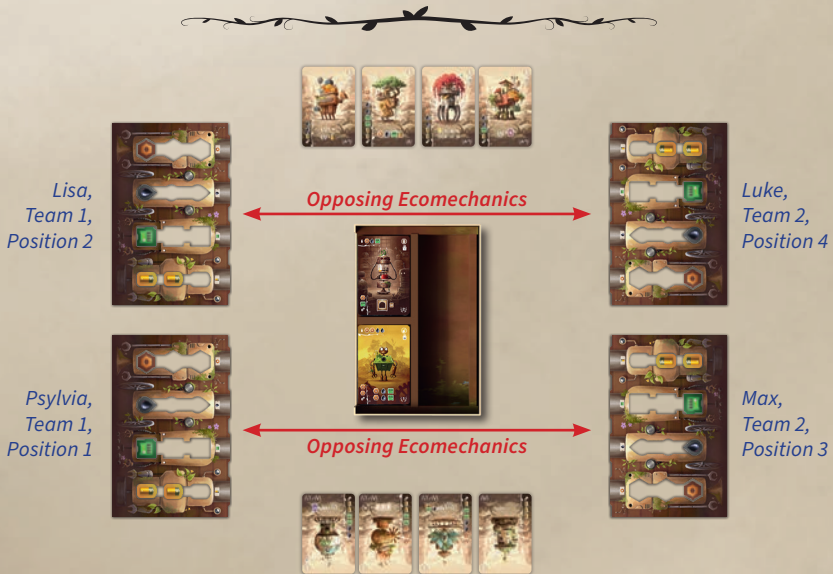 Lisa,
Team 1,
Position 2
Opposing Ecomechanics
Luke,
Team 2,
Position 4
Psylvia,
Team 1,
Position 1
Opposing Ecomechanics
Max,
Team 2,
Position 3